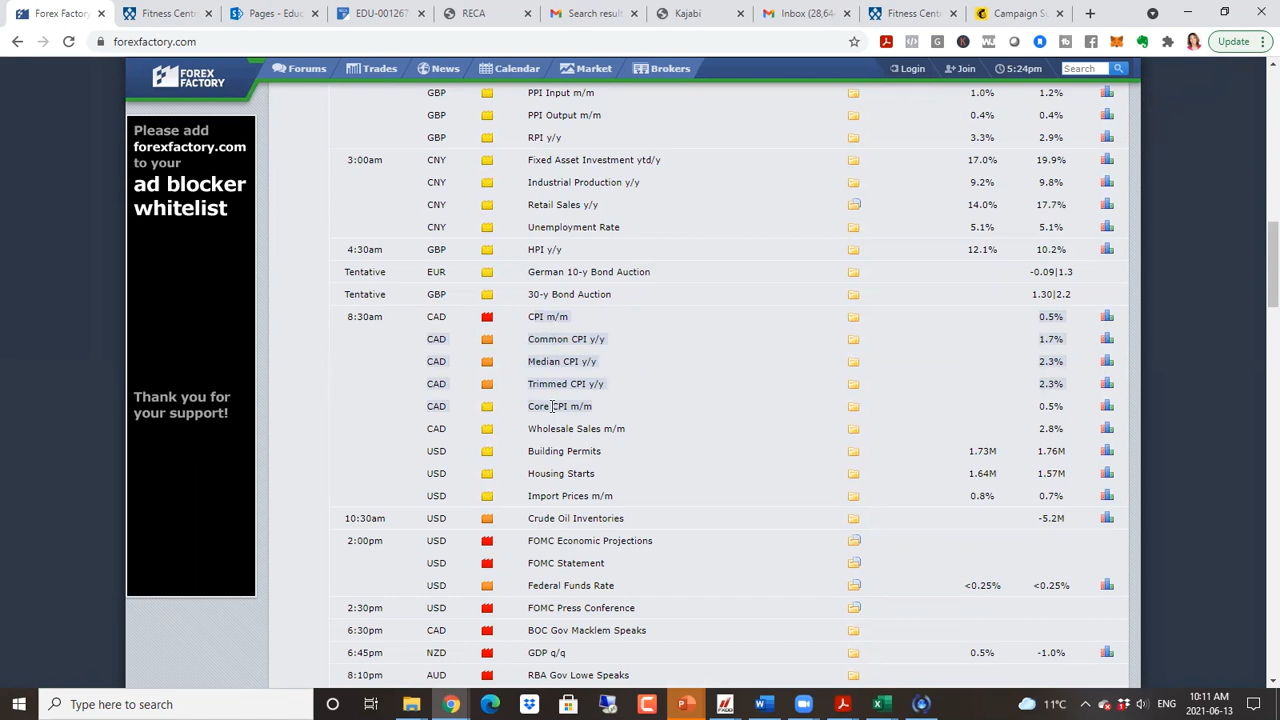 Forex Factory
Fitness Centr
Pages - Educ
EDU-001267
RECA
Search result
Kajabi
Inbox (28,64
Fitness Centr
Campaign Su
forexfactory.com
Update
FOREX FACTORY
Forums
Trades
News
Calendar
Market
Brokers
Login
Join
5:24pm
Search
Please add
forexfactory.com
to your
ad blocker
whitelist
Thank you for
your support!
GBP PPI Input m/m 1.0% 1.2%
GBP PPI Output m/m 0.4% 0.4%
GBP RPI y/y 3.3% 2.9%
3:00am CNY Fixed Asset Investment ytd/y 17.0% 19.9%
CNY Industrial Production y/y 9.2% 9.8%
CNY Retail Sales y/y 14.0% 17.7%
CNY Unemployment Rate 5.1% 5.1%
4:30am GBP HPI y/y 12.1% 10.2%
Tentative EUR German 10-y Bond Auction -0.09|1.3
Tentative GBP 30-y Bond Auction 1.30|2.2
8:30am CAD CPI m/m 0.5%
CAD Common CPI y/y 1.7%
CAD Median CPI y/y 2.3%
CAD Trimmed CPI y/y 2.3%
CAD Core CPI m/m 0.5%
CAD Wholesale Sales m/m 2.8%
USD Building Permits 1.73M 1.76M
USD Housing Starts 1.64M 1.57M
USD Import Prices m/m 0.8% 0.7%
10:30am USD Crude Oil Inventories -5.2M
2:00pm USD FOMC Economic Projections
USD FOMC Statement
USD Federal Funds Rate <0.25% <0.25%
2:30pm USD FOMC Press Conference
6:30pm CAD BOC Gov Macklem Speaks
6:45pm NZD GDP q/q 0.5% -1.0%
8:10pm AUD RBA Gov Lowe Speaks
Type here to search
11°C
ENG
10:11 AM
2021-06-13